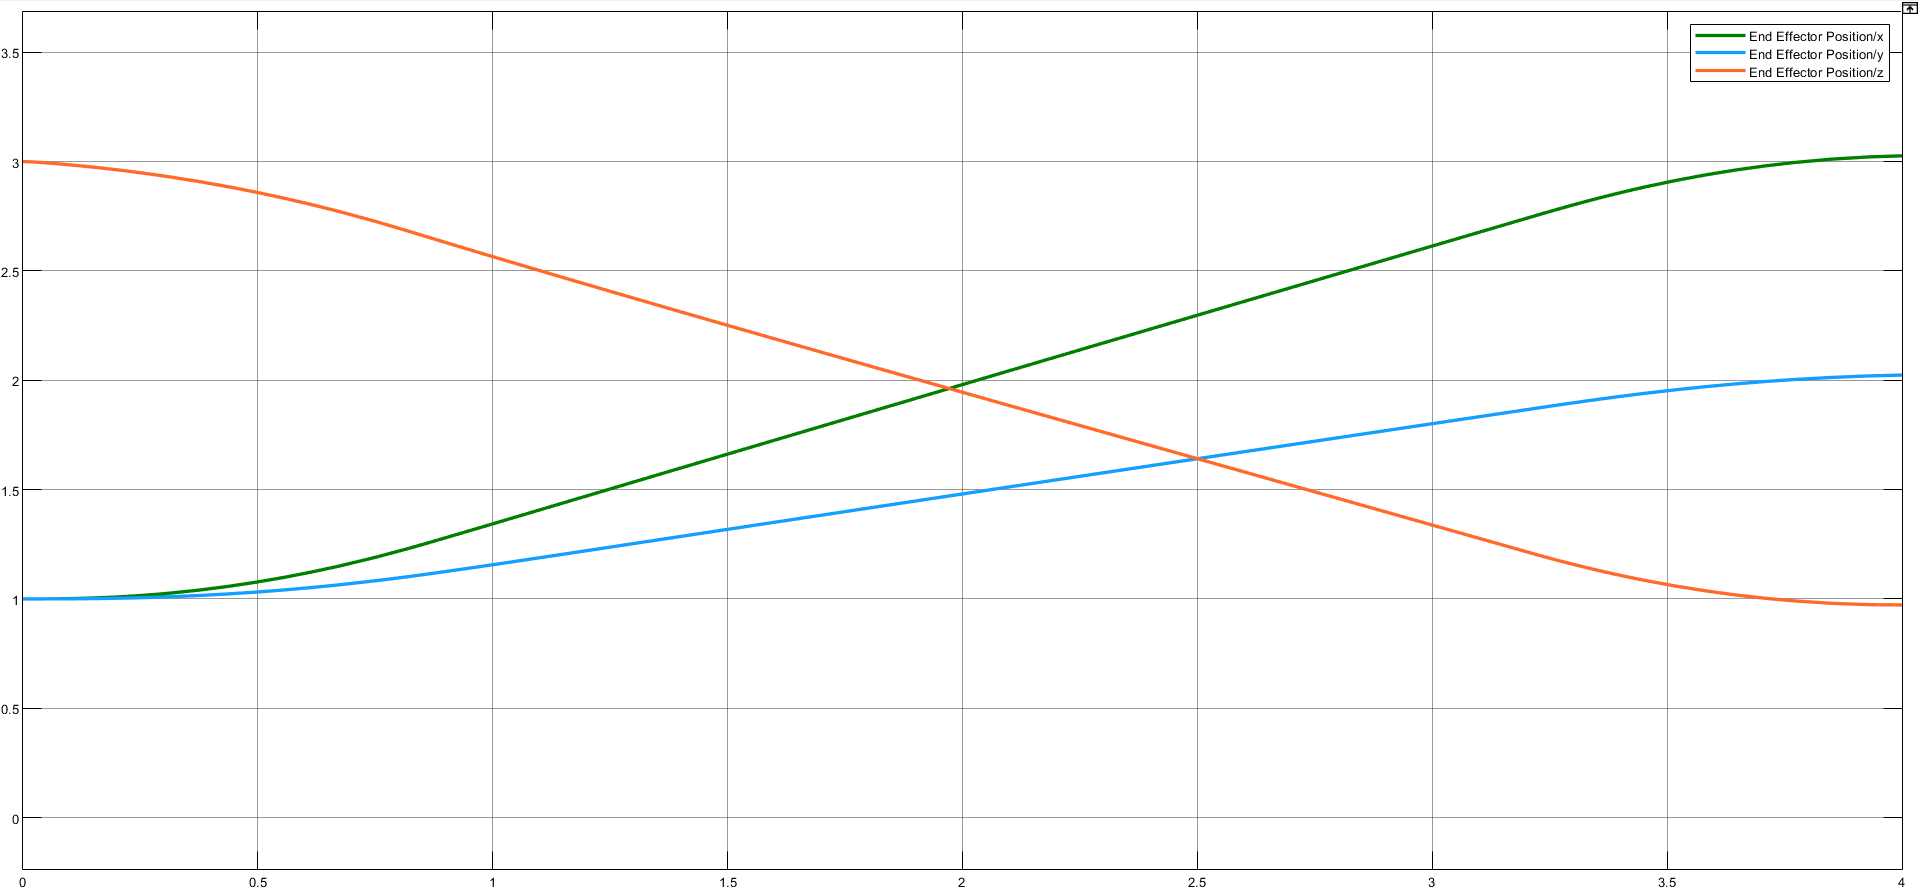 3.5
End Effector Position/x
End Effector Position/y
End Effector Position/z
3
2.5
2
1.5
1
0.5
0
0 0.5 1 1.5 2 2.5 3 3.5 4